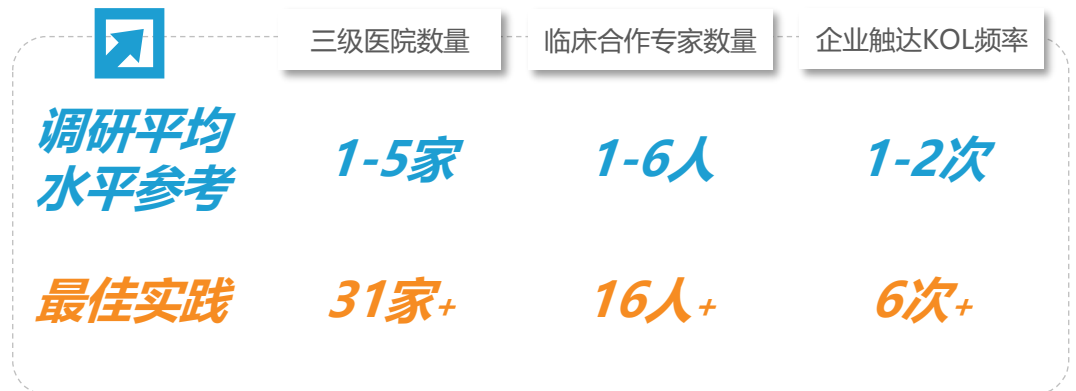 三级医院数量 临床合作专家数量 企业触达KOL频率
调研平均
水平参考
1-5家 1-6人 1-2次
最佳实践 31家+ 16人+ 6次+